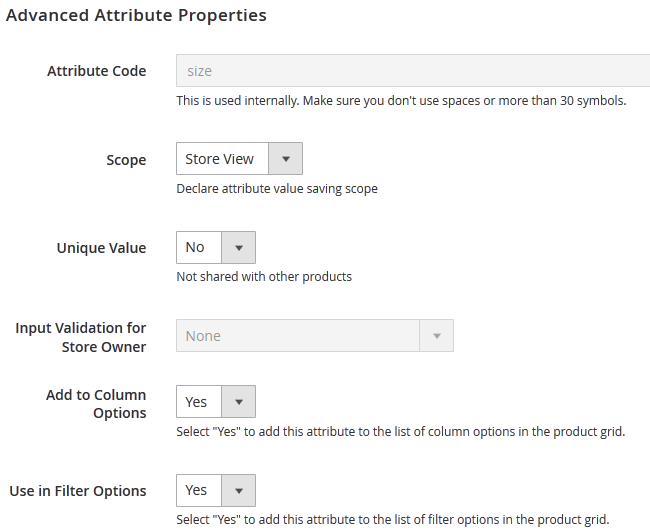 Advanced Attribute Properties
Attribute Code
size
This is used internally. Make sure you don't use spaces or more than 30 symbols.
Scope
Store View
Declare attribute value saving scope
Unique Value
No
Not shared with other products
Input Validation for
Store Owner
None
Add to Column
Options
Yes
Select "Yes" to add this attribute to the list of column options in the product grid.
Use in Filter Options
Yes
Select "Yes" to add this attribute to the list of filter options in the product grid.